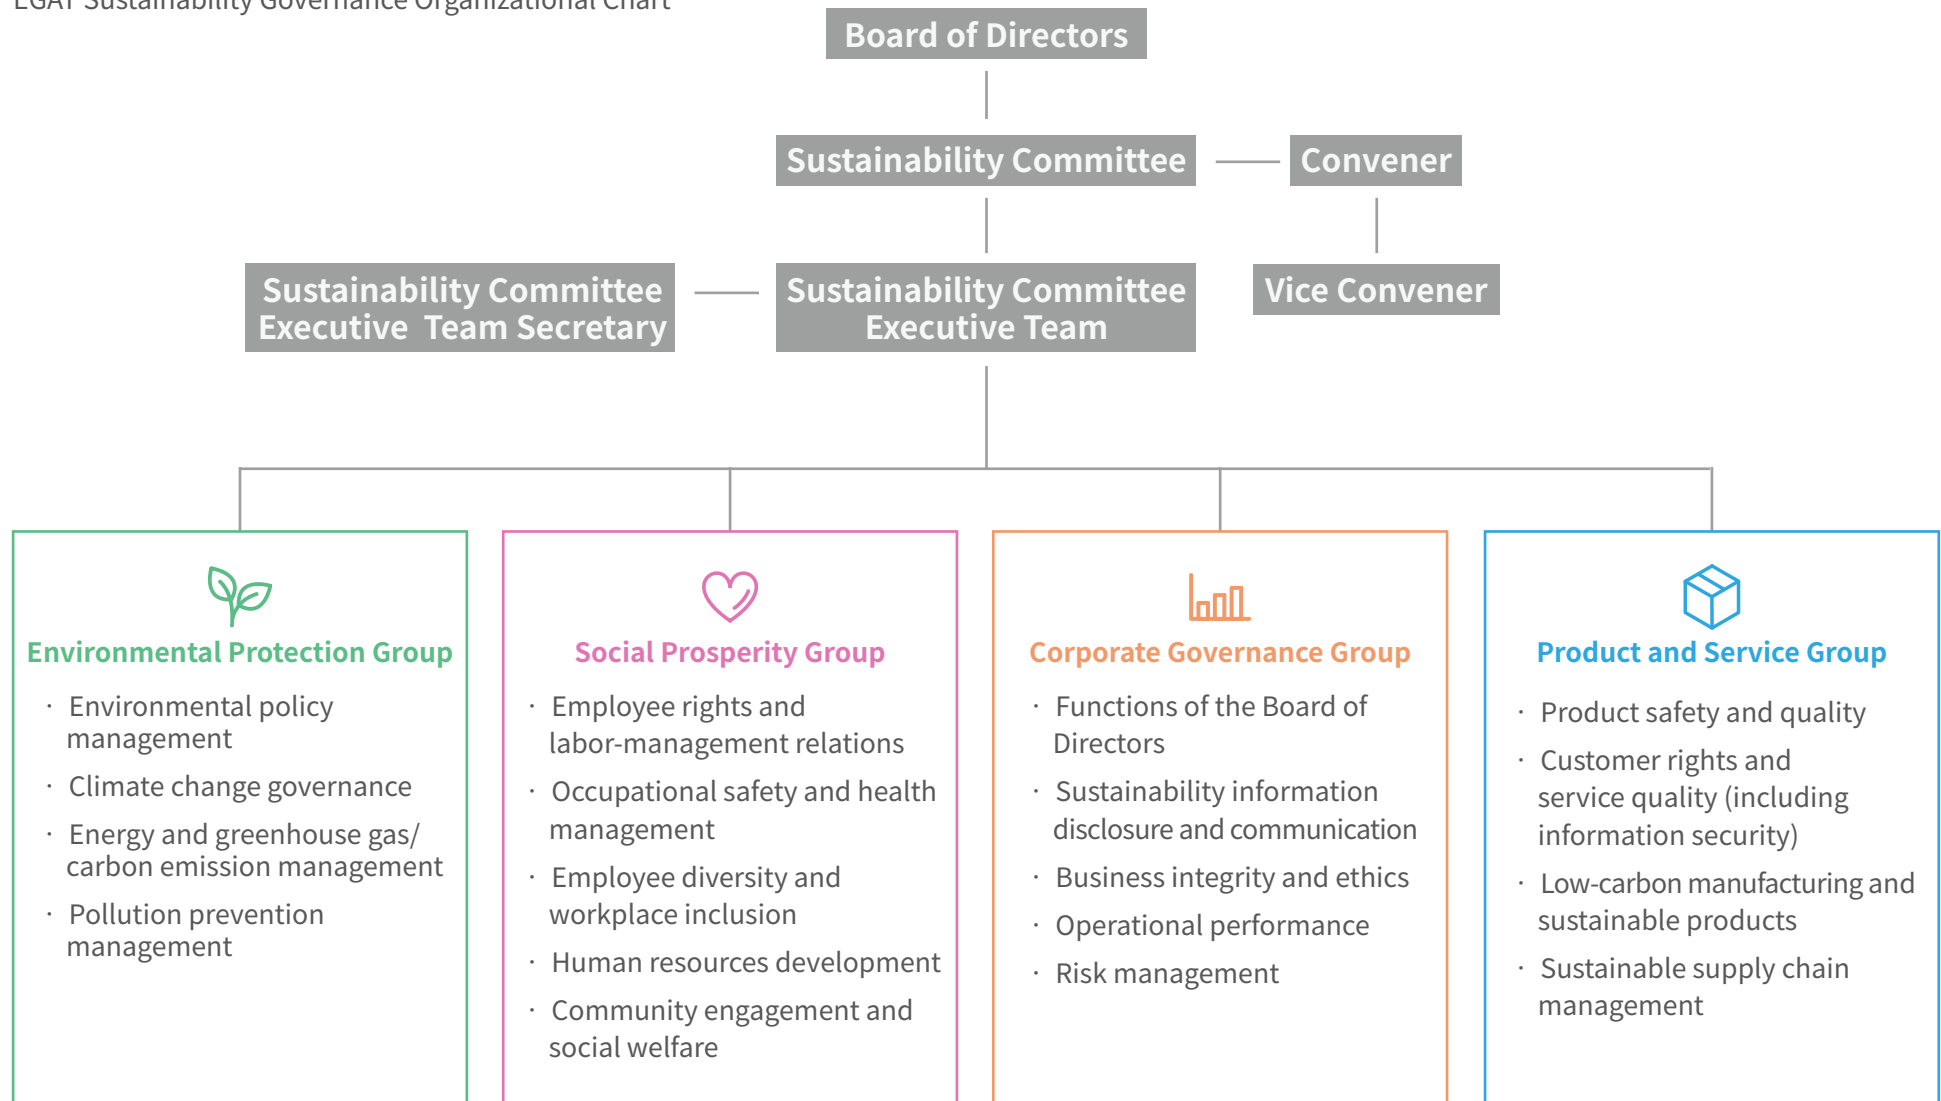 EGAT Sustainability Governance Organizational Chart
Board of Directors
Sustainability Committee
Convener
Sustainability Committee
Executive Team Secretary
Sustainability Committee
Executive Team
Vice Convener
Environmental Protection Group
· Environmental policy
management
· Climate change governance
· Energy and greenhouse gas/
carbon emission management
· Pollution prevention
management
Social Prosperity Group
· Employee rights and
labor-management relations
· Occupational safety and health
management
· Employee diversity and
workplace inclusion
· Human resources development
· Community engagement and
social welfare
Corporate Governance Group
· Functions of the Board of
Directors
· Sustainability information
disclosure and communication
· Business integrity and ethics
· Operational performance
· Risk management
Product and Service Group
· Product safety and quality
· Customer rights and
service quality (including
information security)
· Low-carbon manufacturing and
sustainable products
· Sustainable supply chain
management